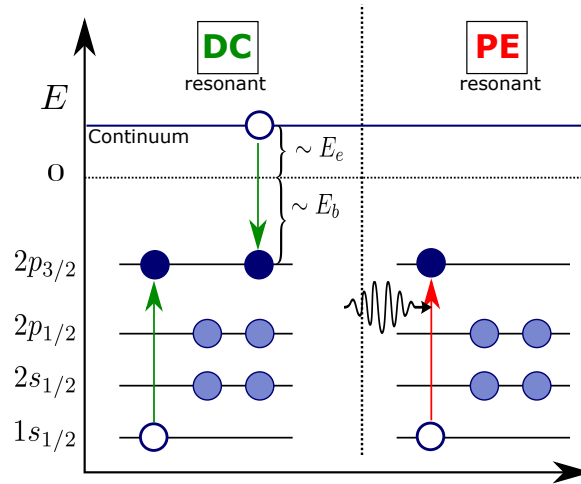 DC
PE
resonant
resonant
E
Continuum
~ E_e
0
~ E_b
2p_{3/2}
2p_{1/2}
2s_{1/2}
1s_{1/2}